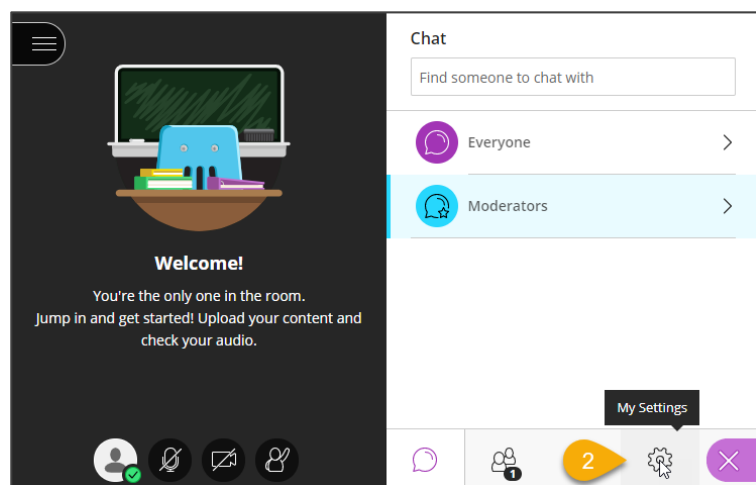 Chat
Find someone to chat with
Everyone
Moderators
Welcome!
You're the only one in the room.
Jump in and get started! Upload your content and
check your audio.
My Settings
1
2